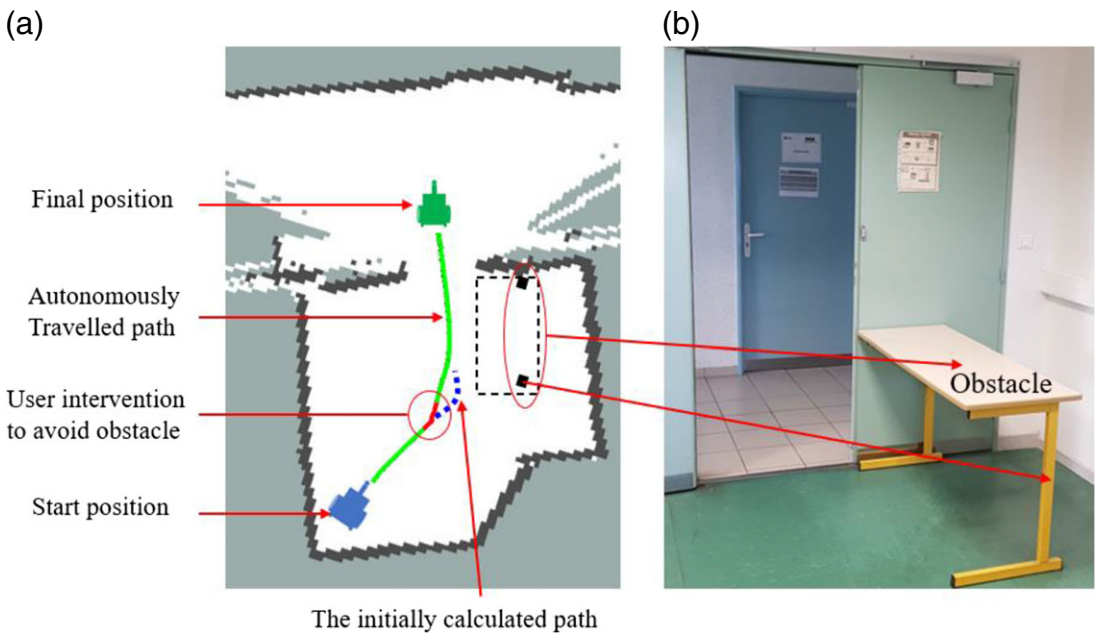 (a)
(b)
Final position
Autonomously
Travelled path
User intervention
to avoid obstacle
Start position
The initially calculated path
Obstacle